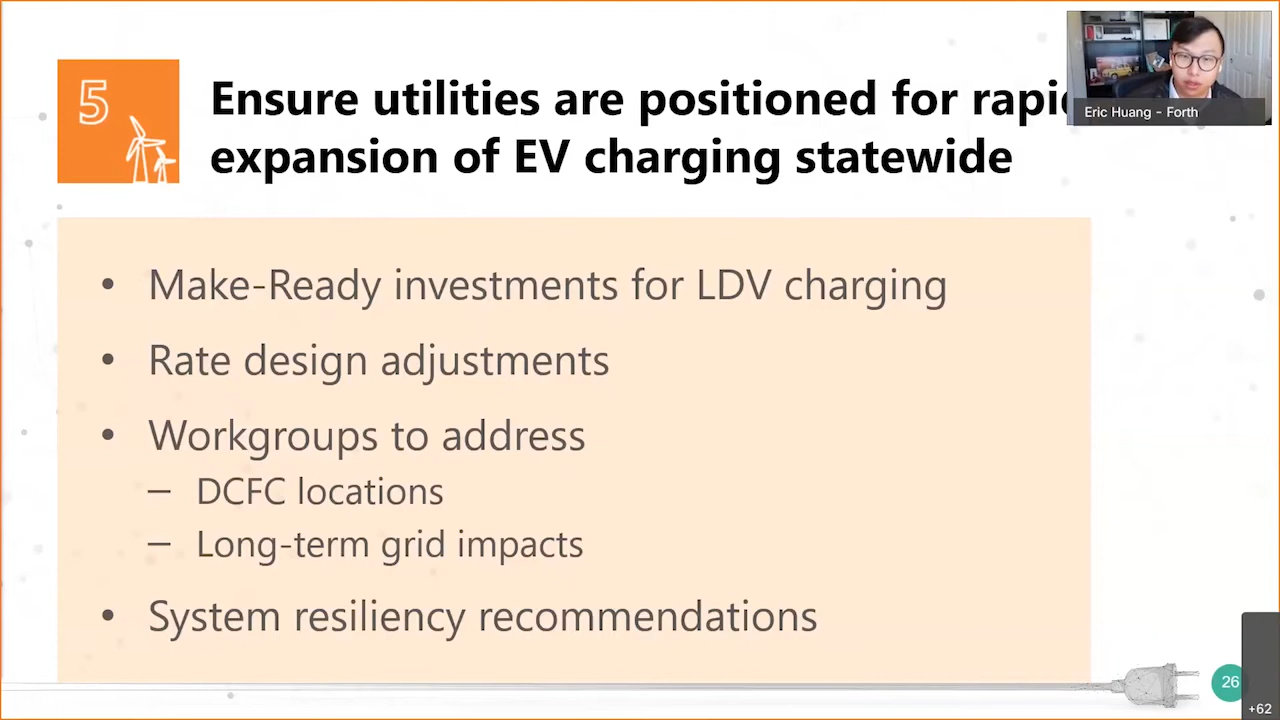 5
Ensure utilities are positioned for rapid
expansion of EV charging statewide
Eric Huang - Forth
• Make-Ready investments for LDV charging
• Rate design adjustments
• Workgroups to address
– DCFC locations
– Long-term grid impacts
• System resiliency recommendations
26
+62